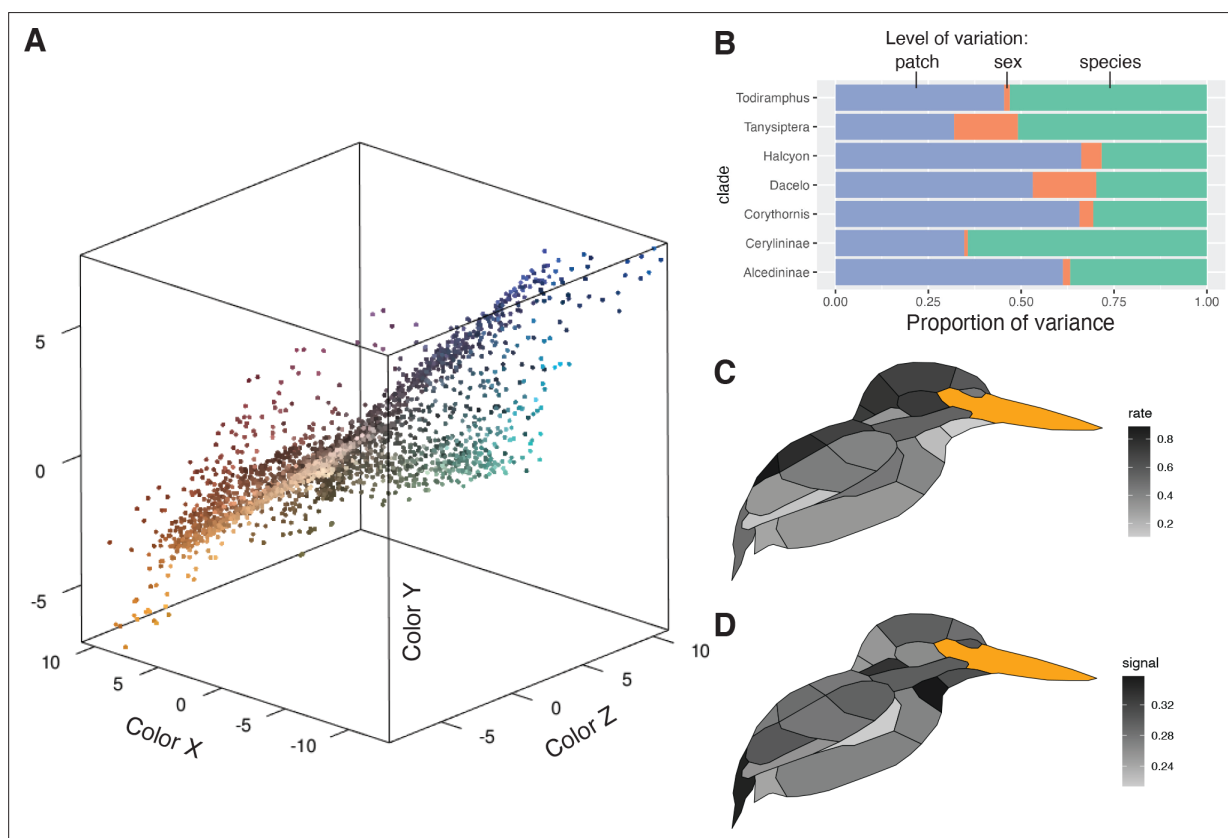 A
5
0
-5
10
5
0
-5
-10
Color X
Color Y
-5
0
5
10
Color Z
B
Level of variation:
patch sex species
Todiramphus
Tanysiptera
Halcyon
Dacelo
Corythornis
Cerylininae
Alcedininae
clade
0.00 0.25 0.50 0.75 1.00
Proportion of variance
C
rate
0.8
0.6
0.4
0.2
D
signal
0.32
0.28
0.24